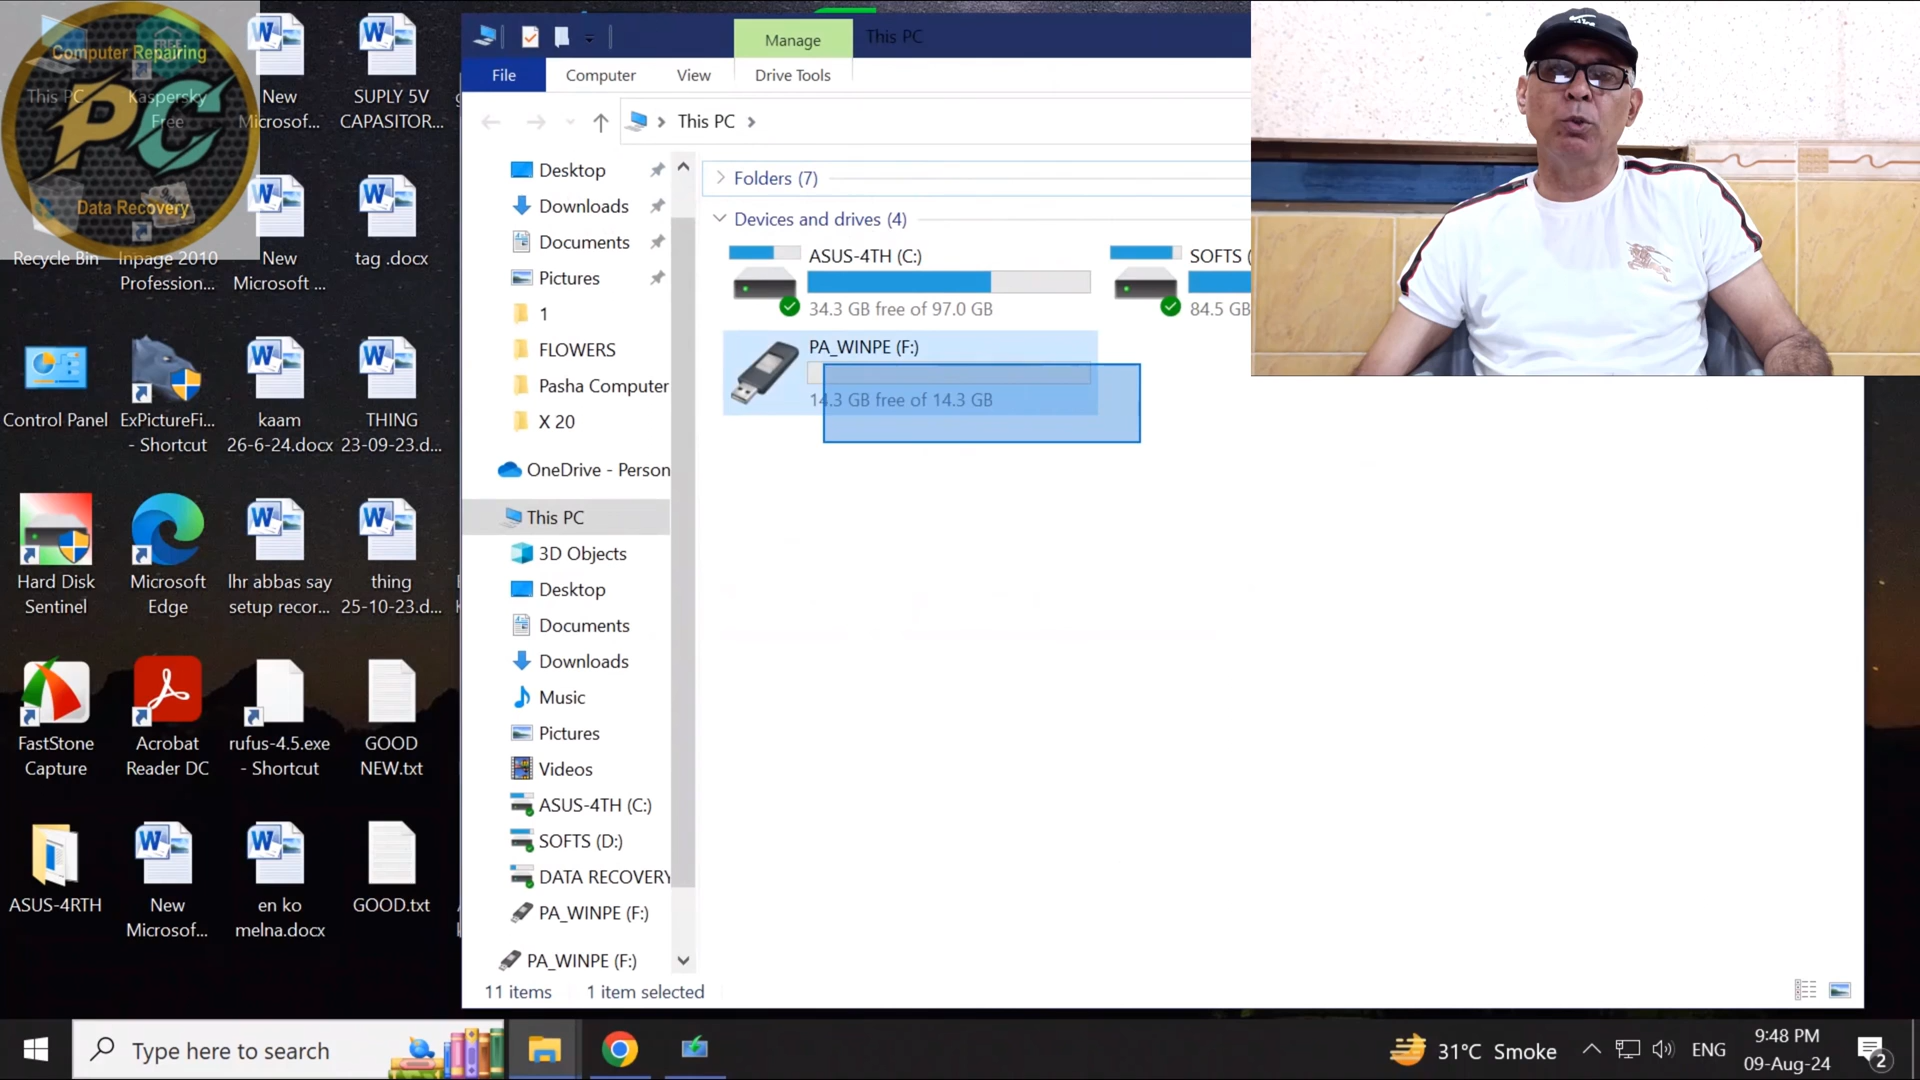 Computer Repairing
PC
Data Recovery
This PC
Kaspersky
Free
New
Microsof...
SUPLY 5V
CAPASITOR...
Recycle Bin
Inpage 2010
Profession...
New
Microsoft ...
tag .docx
Control Panel
ExPictureFi...
- Shortcut
kaam
26-6-24.docx
THING
23-09-23.d...
Hard Disk
Sentinel
Microsoft
Edge
lhr abbas say
setup recor...
thing
25-10-23.d...
FastStone
Capture
Acrobat
Reader DC
rufus-4.5.exe
- Shortcut
GOOD
NEW.txt
ASUS-4RTH
New
Microsof...
en ko
melna.docx
GOOD.txt
Manage
This PC
File
Computer
View
Drive Tools
This PC
Desktop
Downloads
Documents
Pictures
1
FLOWERS
Pasha Computer
X 20
OneDrive - Person
This PC
3D Objects
Desktop
Documents
Downloads
Music
Pictures
Videos
ASUS-4TH (C:)
SOFTS (D:)
DATA RECOVERY
PA_WINPE (F:)
PA_WINPE (F:)
Folders (7)
Devices and drives (4)
ASUS-4TH (C:)
34.3 GB free of 97.0 GB
SOFTS (
84.5 GB
PA_WINPE (F:)
14.3 GB free of 14.3 GB
11 items
1 item selected
Type here to search
31°C Smoke
ENG
9:48 PM
09-Aug-24
2